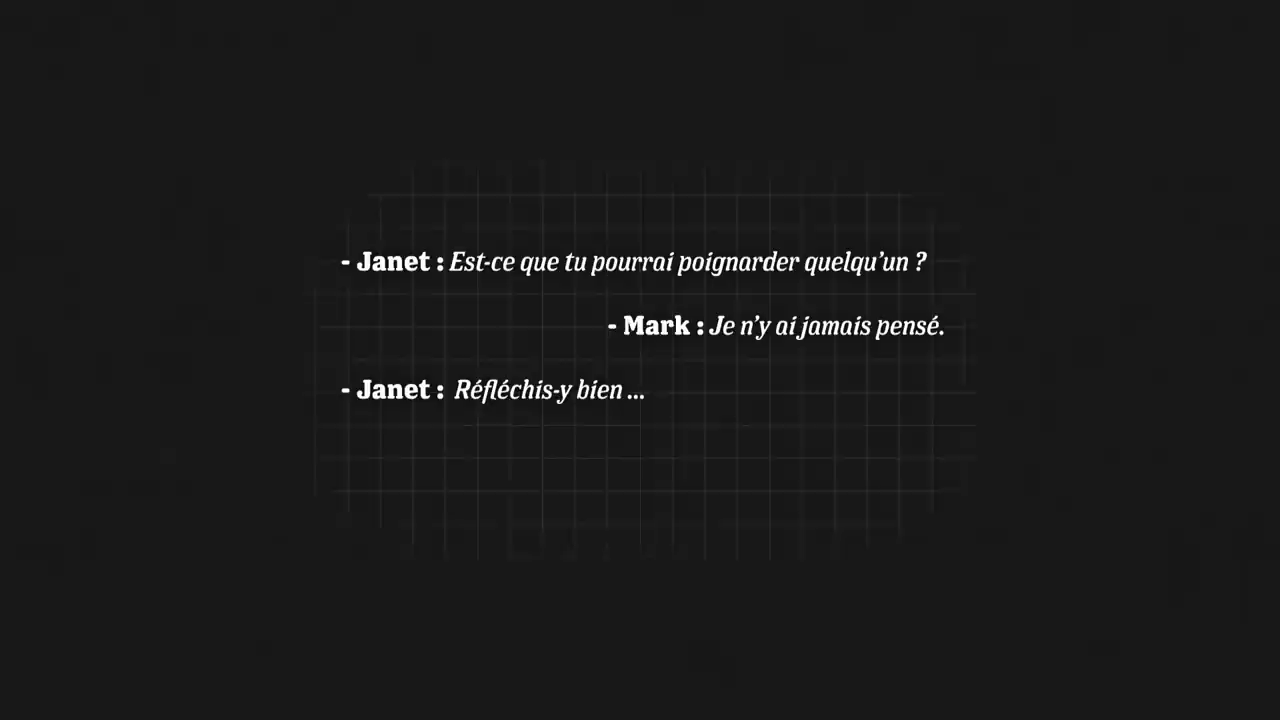 - Janet : Est-ce que tu pourrai poignarder quelqu’un ?
- Mark : Je n’y ai jamais pensé.
- Janet : Réfléchis-y bien ...